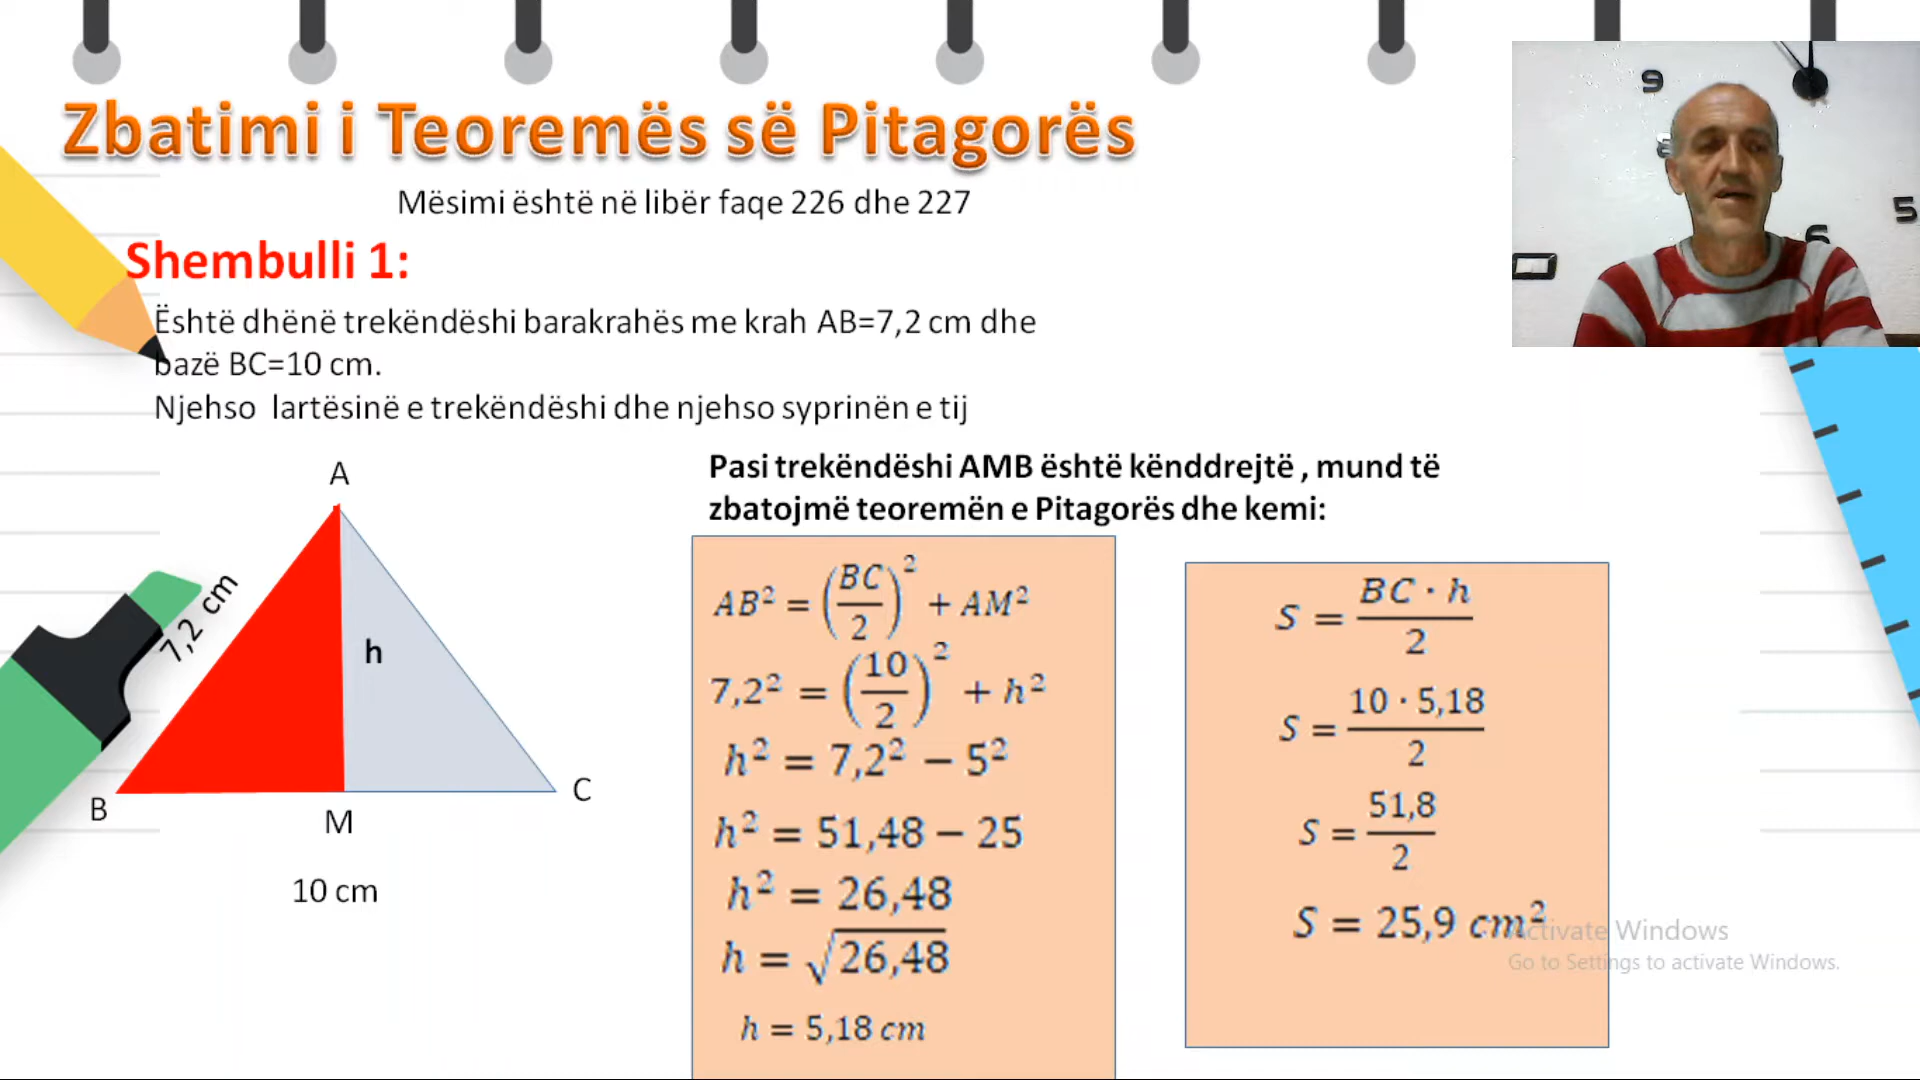 Zbatimi i Teoremës së Pitagorës
Mësimi është në libër faqe 226 dhe 227
Shembulli 1:
Është dhënë trekëndëshi barakrahës me krah AB=7,2 cm dhe
bazë BC=10 cm.
Njehso lartësinë e trekëndëshi dhe njehso syprinën e tij
A
7,2 cm
h
B
M
C
10 cm
Pasi trekëndëshi AMB është kënddrejtë , mund të
zbatojmë teoremën e Pitagorës dhe kemi:
AB² = (BC/2)² + AM²
7,2² = (10/2)² + h²
h² = 7,2² − 5²
h² = 51,48 − 25
h² = 26,48
h = √26,48
h = 5,18 cm
S = BC · h / 2
S = 10 · 5,18 / 2
S = 51,8 / 2
S = 25,9 cm²
Activate Windows
Go to Settings to activate Windows.
9
5
6